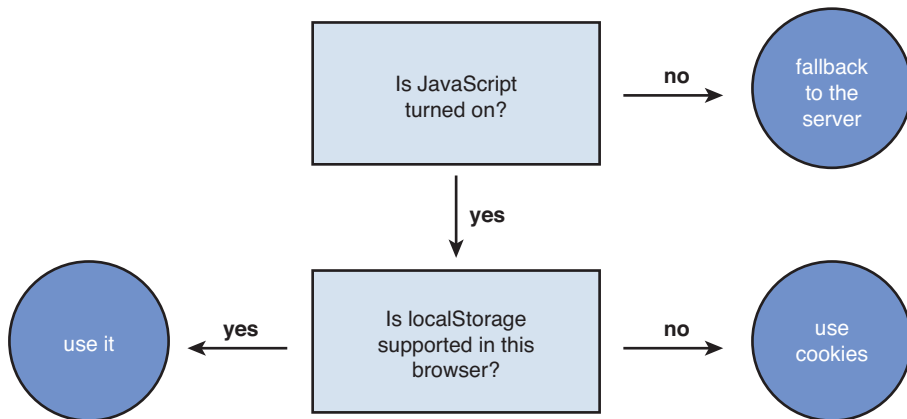 Is JavaScript
turned on?
no
fallback
to the
server
yes
use it
yes
Is localStorage
supported in this
browser?
no
use
cookies